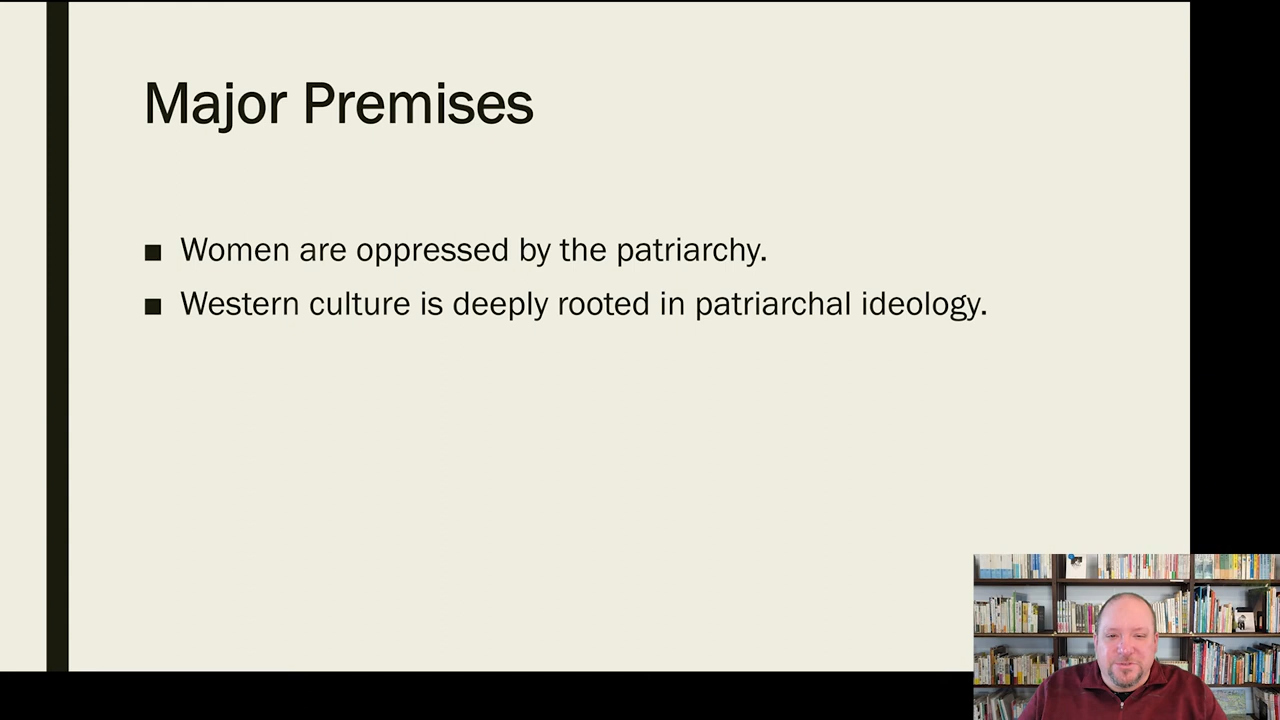 Major Premises
■ Women are oppressed by the patriarchy.
■ Western culture is deeply rooted in patriarchal ideology.